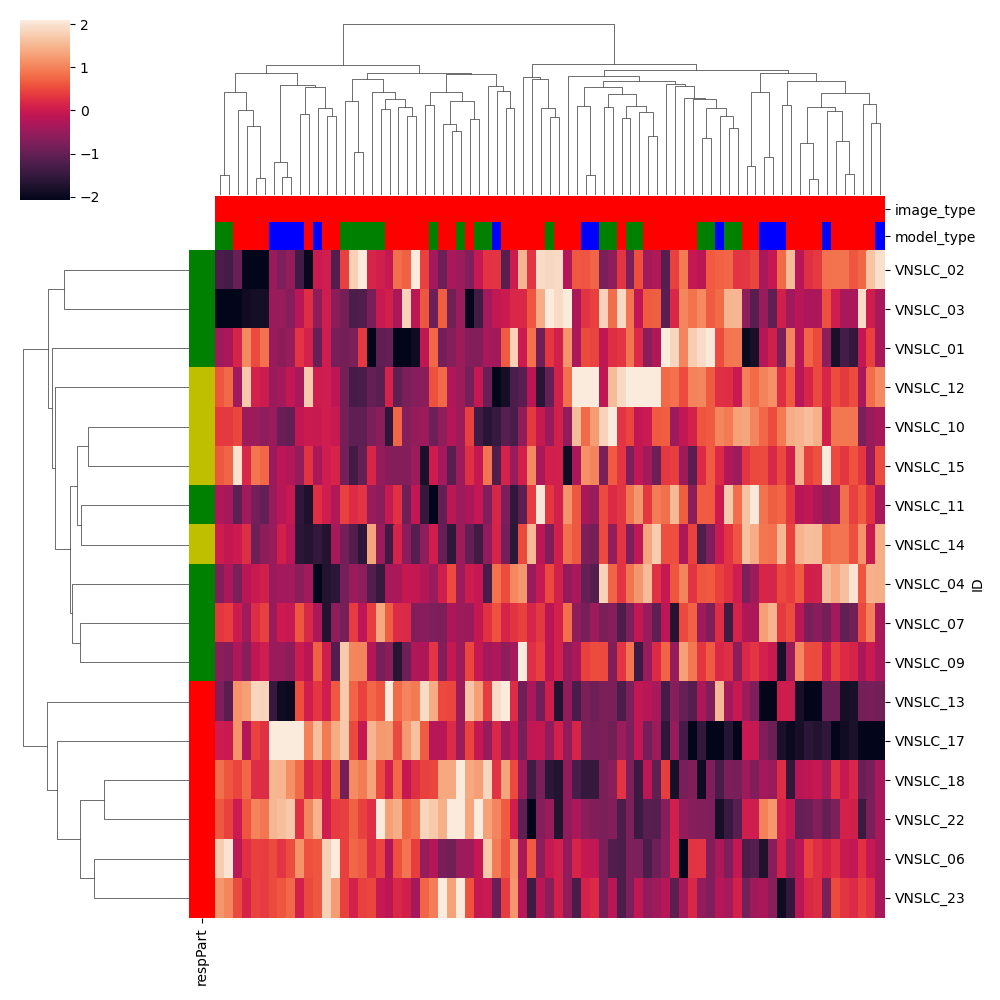 2
1
0
−1
−2
image_type
model_type
VNSLC_02
VNSLC_03
VNSLC_01
VNSLC_12
VNSLC_10
VNSLC_15
VNSLC_11
VNSLC_14
VNSLC_04
VNSLC_07
VNSLC_09
VNSLC_13
VNSLC_17
VNSLC_18
VNSLC_22
VNSLC_06
VNSLC_23
ID
respPart